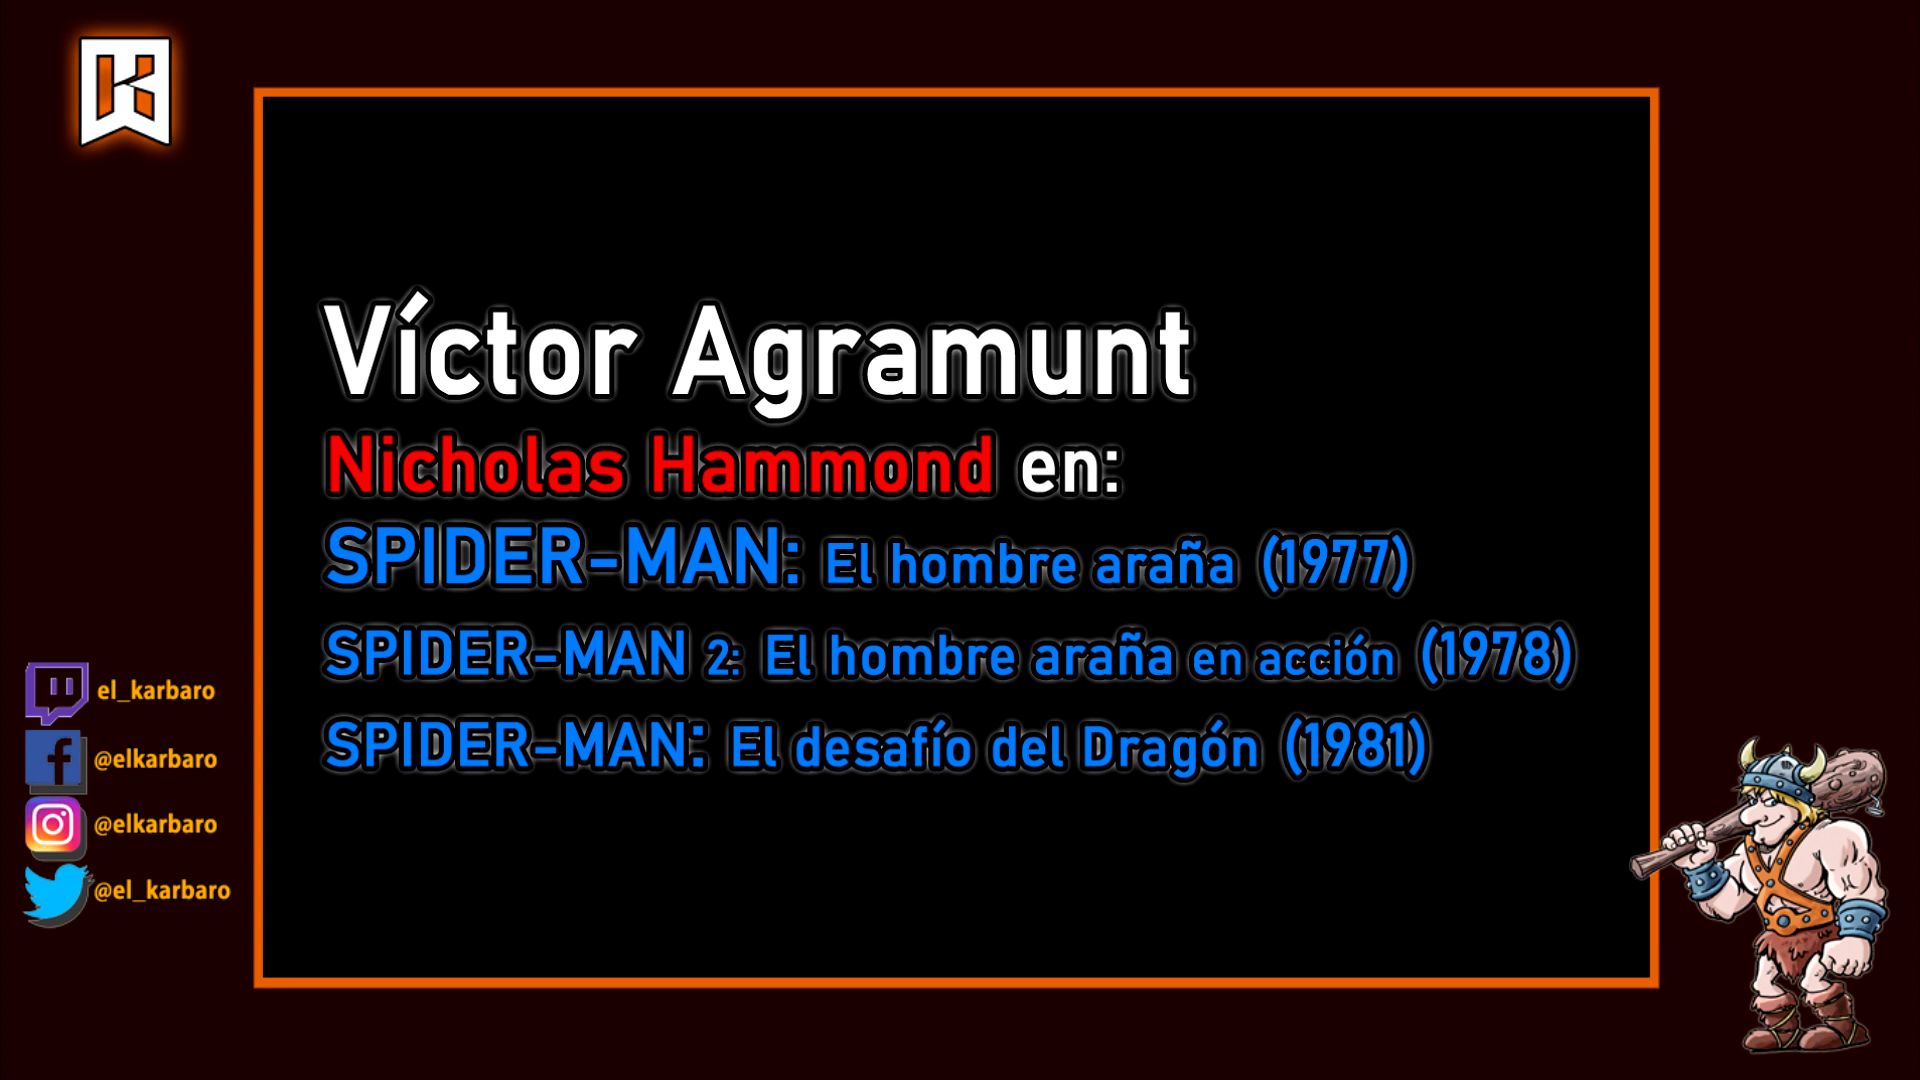 K
Víctor Agramunt
Nicholas Hammond en:
SPIDER-MAN: El hombre araña (1977)
SPIDER-MAN 2: El hombre araña en acción (1978)
SPIDER-MAN: El desafío del Dragón (1981)
el_karbaro
@elkarbaro
@elkarbaro
@el_karbaro